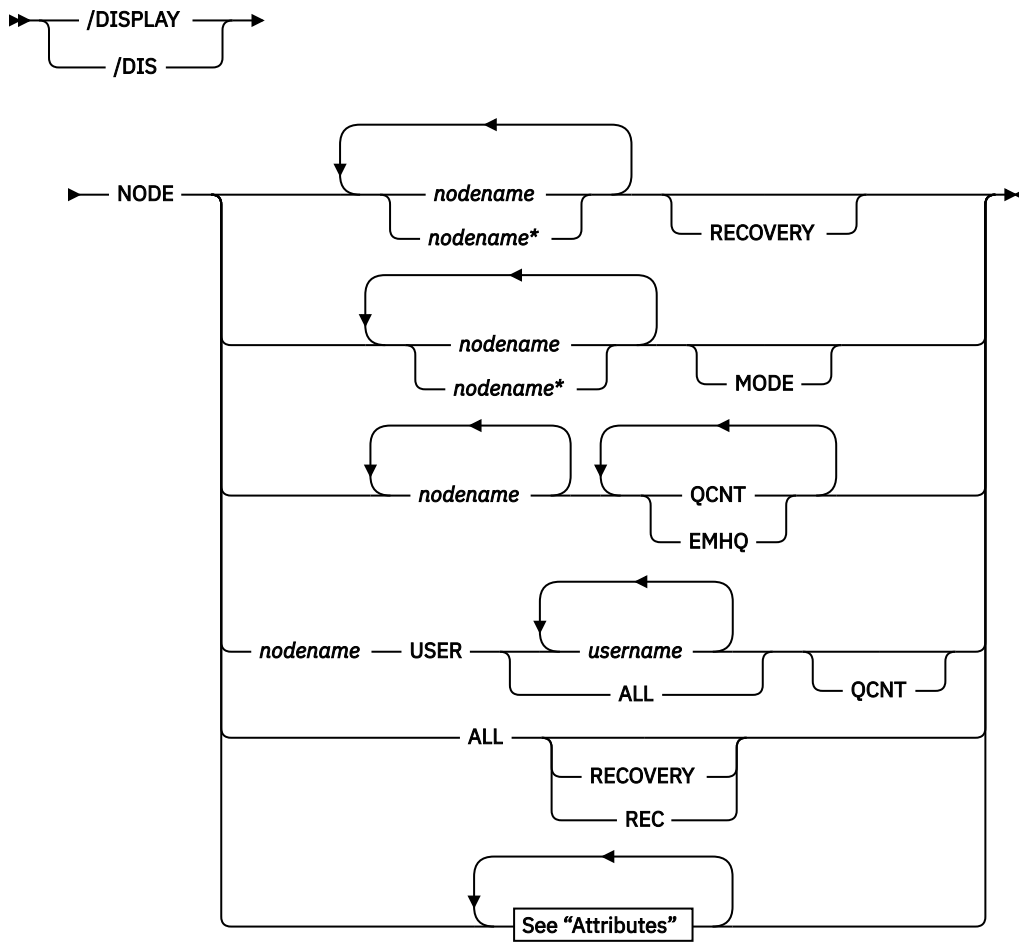 /DISPLAY
/DIS
NODE
nodename
nodename*
RECOVERY
nodename
nodename*
MODE
nodename
QCNT
EMHQ
nodename USER username
ALL
QCNT
ALL
RECOVERY
REC
See “Attributes”